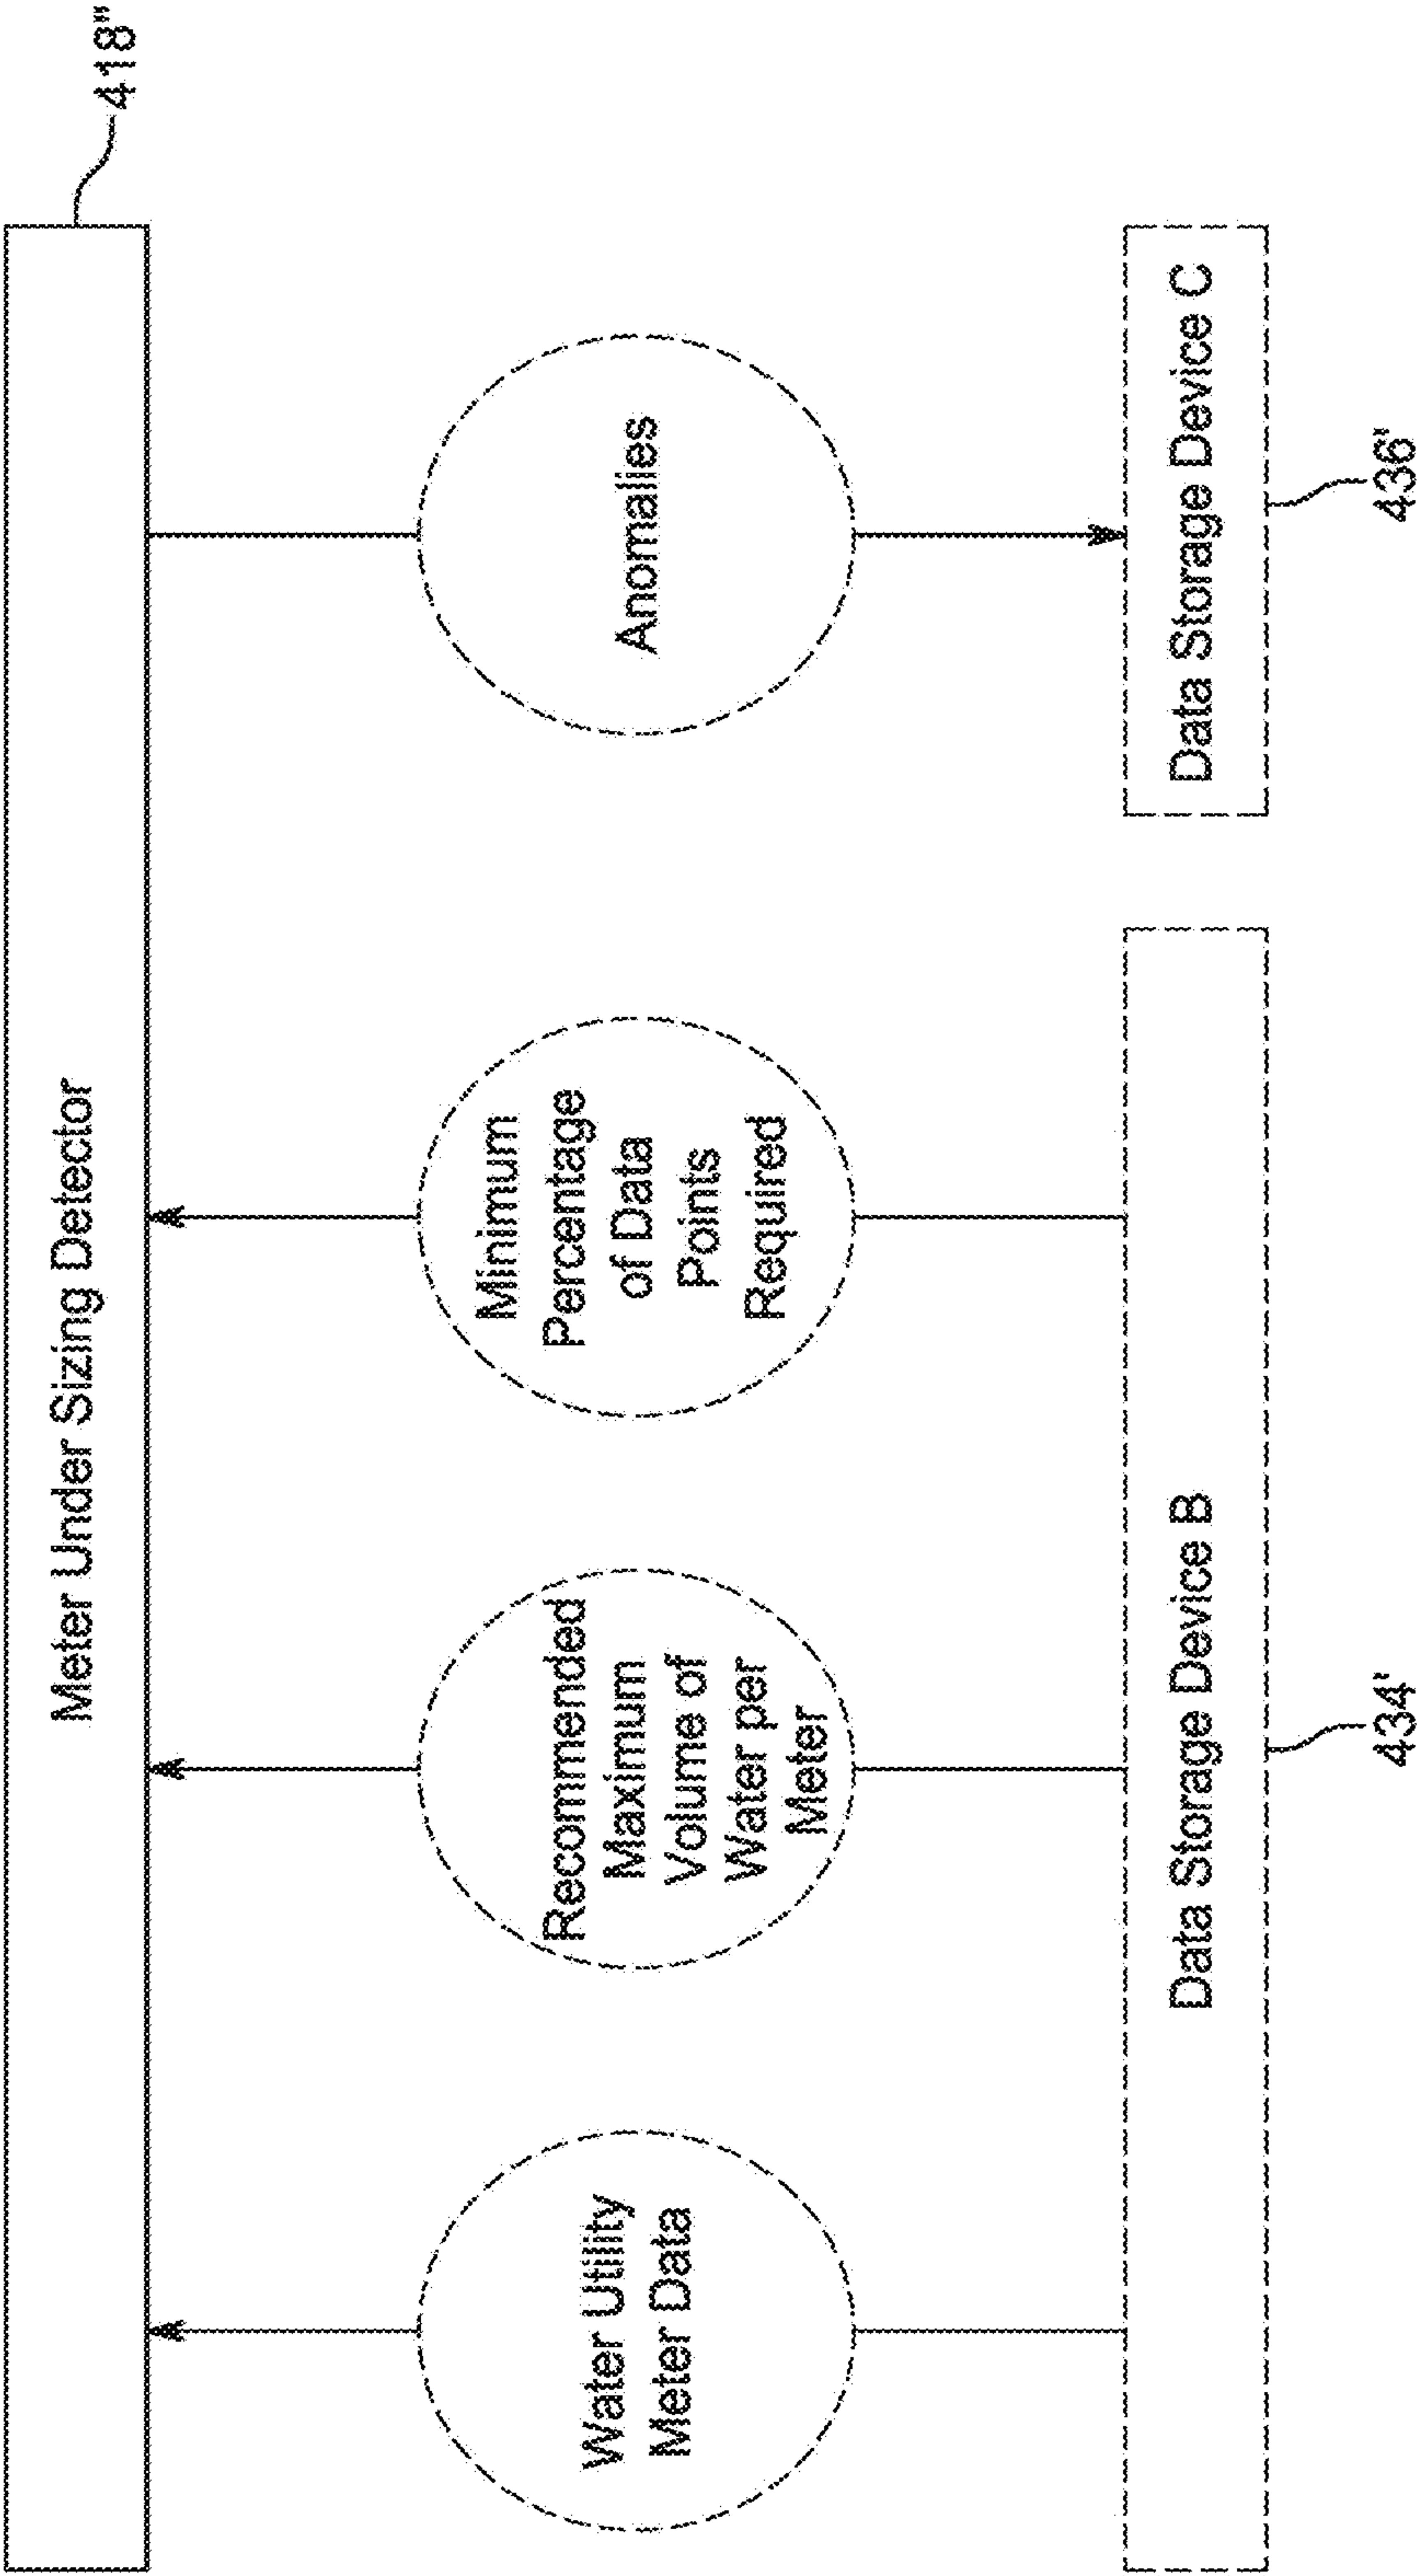 Meter Under Sizing Detector
418"
Water Utility
Meter Data
Recommended
Maximum
Volume of
Water per
Meter
Minimum
Percentage
of Data
Points
Required
Anomalies
Data Storage Device B
434'
Data Storage Device C
436'